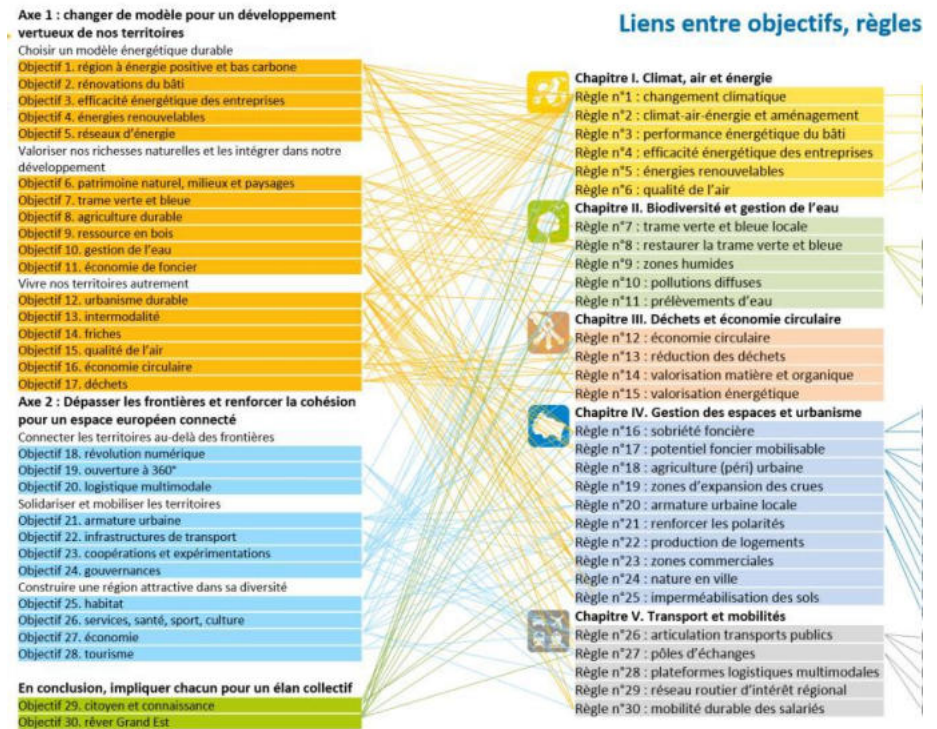 Axe 1 : changer de modèle pour un développement
vertueux de nos territoires
Choisir un modèle énergétique durable
Objectif 1. région à énergie positive et bas carbone
Objectif 2. rénovations du bâti
Objectif 3. efficacité énergétique des entreprises
Objectif 4. énergies renouvelables
Objectif 5. réseaux d'énergie
Valoriser nos richesses naturelles et les intégrer dans notre
développement
Objectif 6. patrimoine naturel, milieux et paysages
Objectif 7. trame verte et bleue
Objectif 8. agriculture durable
Objectif 9. ressource en bois
Objectif 10. gestion de l'eau
Objectif 11. économie de foncier
Vivre nos territoires autrement
Objectif 12. urbanisme durable
Objectif 13. intermodalité
Objectif 14. friches
Objectif 15. qualité de l'air
Objectif 16. économie circulaire
Objectif 17. déchets
Axe 2 : Dépasser les frontières et renforcer la cohésion
pour un espace européen connecté
Connecter les territoires au-delà des frontières
Objectif 18. révolution numérique
Objectif 19. ouverture à 360°
Objectif 20. logistique multimodale
Solidariser et mobiliser les territoires
Objectif 21. armature urbaine
Objectif 22. infrastructures de transport
Objectif 23. coopérations et expérimentations
Objectif 24. gouvernances
Construire une région attractive dans sa diversité
Objectif 25. habitat
Objectif 26. services, santé, sport, culture
Objectif 27. économie
Objectif 28. tourisme
En conclusion, impliquer chacun pour un élan collectif
Objectif 29. citoyen et connaissance
Objectif 30. rêver Grand Est
Liens entre objectifs, règles
Chapitre I. Climat, air et énergie
Règle n°1 : changement climatique
Règle n°2 : climat-air-énergie et aménagement
Règle n°3 : performance énergétique du bâti
Règle n°4 : efficacité énergétique des entreprises
Règle n°5 : énergies renouvelables
Règle n°6 : qualité de l'air
Chapitre II. Biodiversité et gestion de l'eau
Règle n°7 : trame verte et bleue locale
Règle n°8 : restaurer la trame verte et bleue
Règle n°9 : zones humides
Règle n°10 : pollutions diffuses
Règle n°11 : prélèvements d'eau
Chapitre III. Déchets et économie circulaire
Règle n°12 : économie circulaire
Règle n°13 : réduction des déchets
Règle n°14 : valorisation matière et organique
Règle n°15 : valorisation énergétique
Chapitre IV. Gestion des espaces et urbanisme
Règle n°16 : sobriété foncière
Règle n°17 : potentiel foncier mobilisable
Règle n°18 : agriculture (péri) urbaine
Règle n°19 : zones d'expansion des crues
Règle n°20 : armature urbaine locale
Règle n°21 : renforcer les polarités
Règle n°22 : production de logements
Règle n°23 : zones commerciales
Règle n°24 : nature en ville
Règle n°25 : imperméabilisation des sols
Chapitre V. Transport et mobilités
Règle n°26 : articulation transports publics
Règle n°27 : pôles d'échanges
Règle n°28 : plateformes logistiques multimodales
Règle n°29 : réseau routier d'intérêt régional
Règle n°30 : mobilité durable des salariés